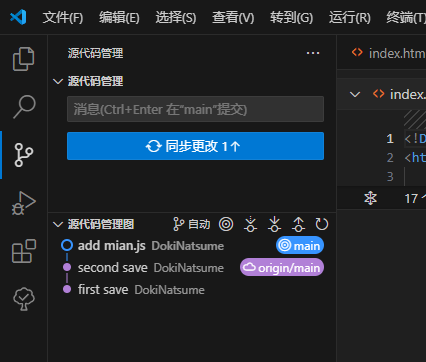 文件(F) 编辑(E) 选择(S) 查看(V) 转到(G) 运行(R) 终端(T)
源代码管理 ···
index.htm
源代码管理
index.
消息(Ctrl+Enter 在"main"提交)
1 <!D
同步更改 1↑
2 <ht
3
17 个
源代码管理图 自动
add mian.js DokiNatsume main
second save DokiNatsume origin/main
first save DokiNatsume